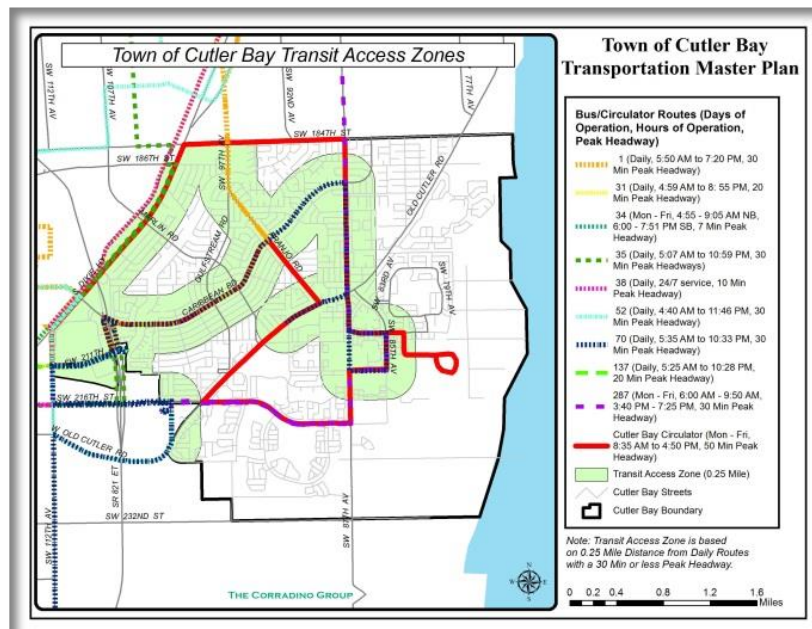 Town of Cutler Bay Transit Access Zones
Town of Cutler Bay
Transportation Master Plan
Bus/Circulator Routes (Days of
Operation, Hours of Operation,
Peak Headway)
1 (Daily, 5:50 AM to 7:20 PM, 30
Min Peak Headway)
31 (Daily, 4:59 AM to 8: 55 PM, 20
Min Peak Headway)
34 (Mon - Fri, 4:55 - 9:05 AM NB,
6:00 - 7:51 PM SB, 7 Min Peak
Headway)
35 (Daily, 5:07 AM to 10:59 PM, 30
Min Peak Headways)
38 (Daily, 24/7 service, 10 Min
Peak Headway)
52 (Daily, 4:40 AM to 11:46 PM, 30
Min Peak Headway)
70 (Daily, 5:35 AM to 10:33 PM, 30
Min Peak Headway)
137 (Daily, 5:25 AM to 10:28 PM,
20 Min Peak Headway)
287 (Mon - Fri, 6:00 AM - 9:50 AM,
3:40 PM - 7:25 PM, 30 Min Peak
Headway)
Cutler Bay Circulator (Mon - Fri,
8:35 AM to 4:50 PM, 50 Min Peak
Headway)
Transit Access Zone (0.25 Mile)
Cutler Bay Streets
Cutler Bay Boundary
Note: Transit Access Zone is based
on 0.25 Mile Distance from Daily Routes
with a 30 Min or less Peak Headway.
0 0.2 0.4 0.8 1.2 1.6
Miles
SW 112TH AV
SW 107TH AV
SW 92ND AV
77TH AV
SW 184TH ST
SW 186TH ST
SW 97TH AV
OLD CUTLER RD
MARLIN RD
GULFSTREAM RD
FRANJO RD
CARIBBEAN BD
S DIXIE HY
SW 83RD AV
SW 79TH AV
SW 85TH AV
SW 211TH ST
SW 216TH ST
W OLD CUTLER RD
SR 821 ET
SW 232ND ST
SW 112TH AV
SW 87TH AV
N
W E
S
THE CORRADINO GROUP